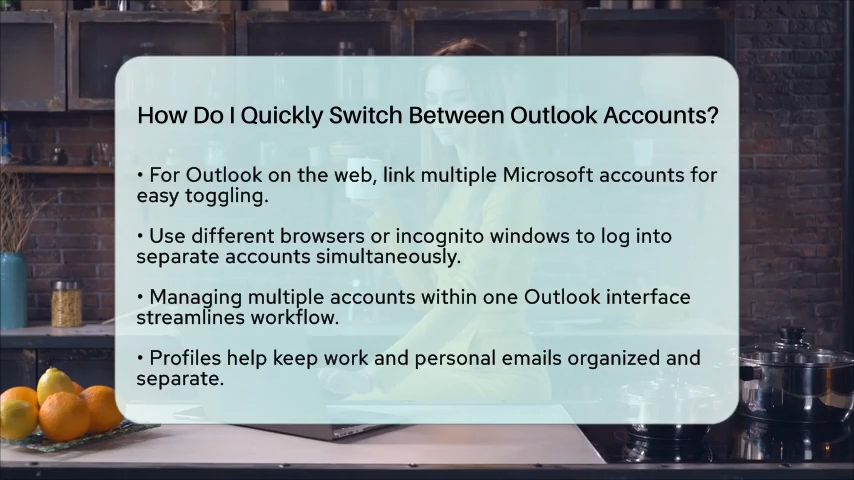 How Do I Quickly Switch Between Outlook Accounts?
• For Outlook on the web, link multiple Microsoft accounts for
easy toggling.
• Use different browsers or incognito windows to log into
separate accounts simultaneously.
• Managing multiple accounts within one Outlook interface
streamlines workflow.
• Profiles help keep work and personal emails organized and
separate.